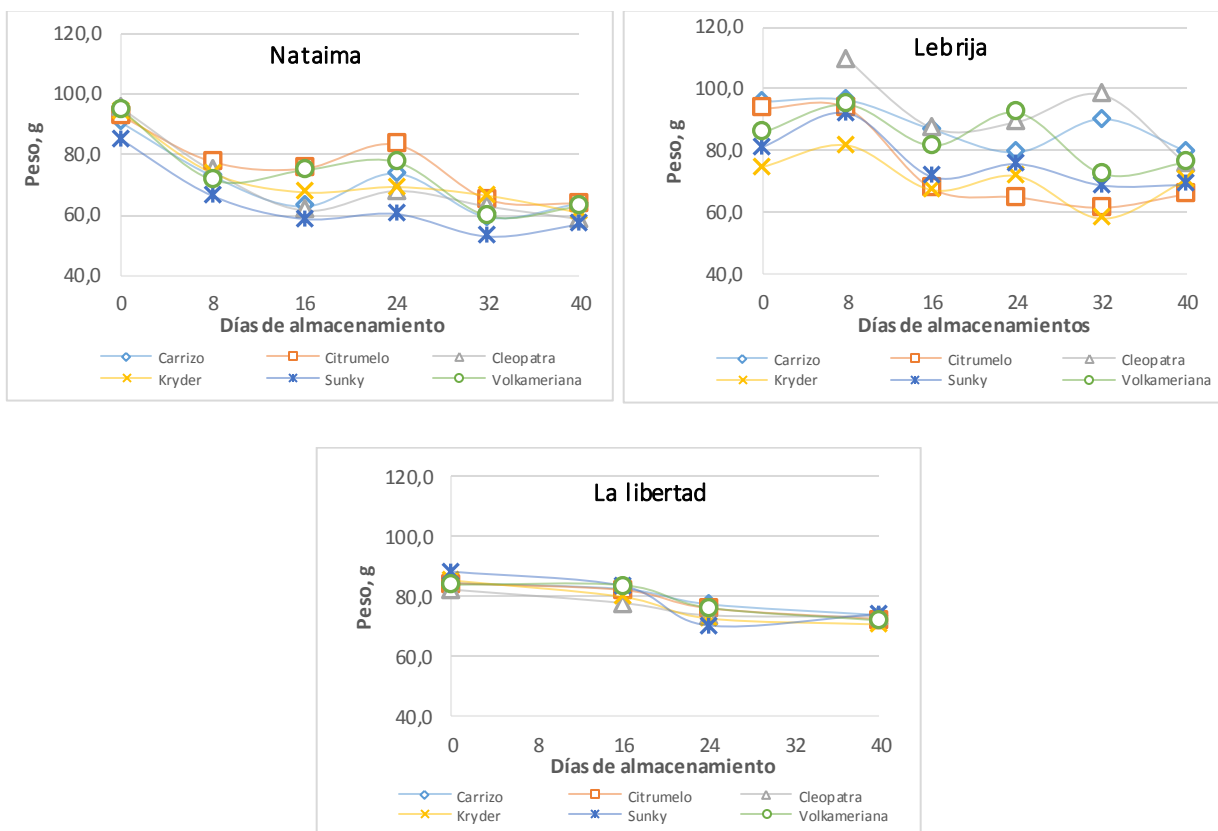 Nataima
120,0
100,0
80,0
60,0
40,0
Peso, g
0 8 16 24 32 40
Días de almacenamiento
Carrizo Citrumelo Cleopatra
Kryder Sunky Volkameriana
Lebrija
120,0
100,0
80,0
60,0
40,0
Peso, g
0 8 16 24 32 40
Días de almacenamientos
Carrizo Citrumelo Cleopatra
Kryder Sunky Volkameriana
La libertad
120,0
100,0
80,0
60,0
40,0
Peso, g
0 8 16 24 32 40
Días de almacenamiento
Carrizo Citrumelo Cleopatra
Kryder Sunky Volkameriana